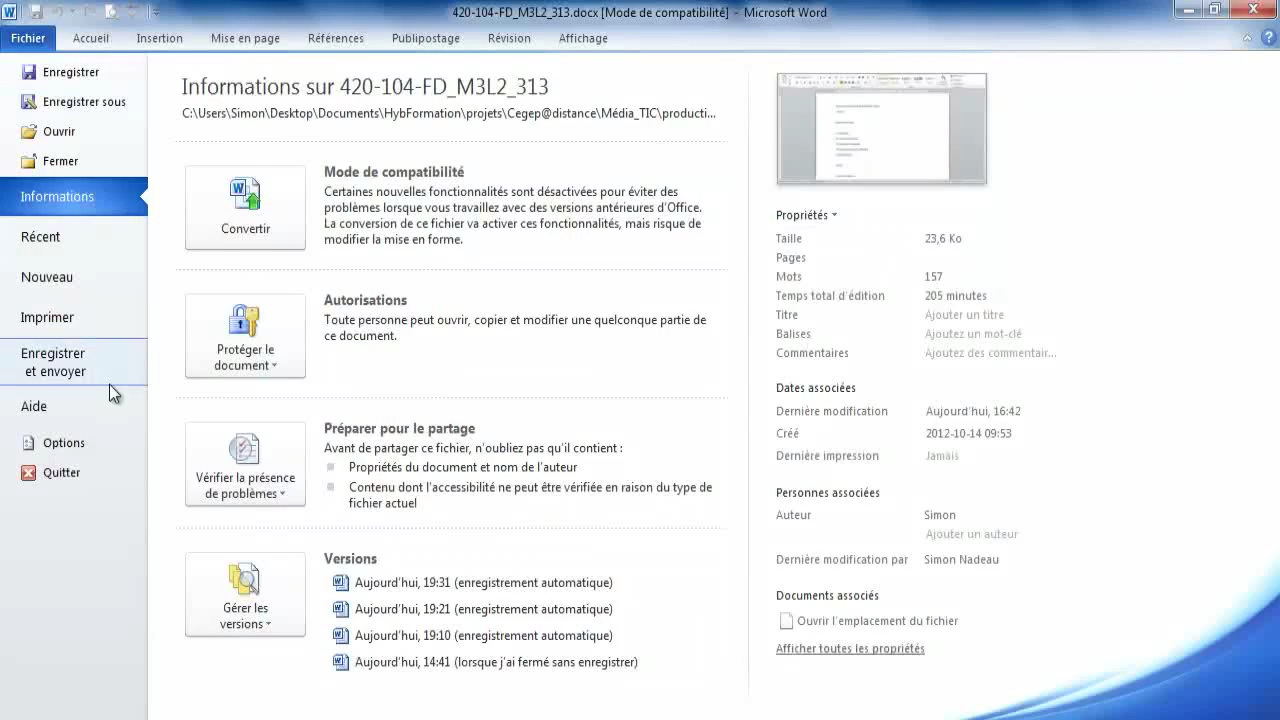 420-104-FD_M3L2_313.docx [Mode de compatibilité] - Microsoft Word
Fichier Accueil Insertion Mise en page Références Publipostage Révision Affichage
Enregistrer
Enregistrer sous
Ouvrir
Fermer
Informations
Récent
Nouveau
Imprimer
Enregistrer
et envoyer
Aide
Options
Quitter
Informations sur 420-104-FD_M3L2_313
C:\Users\Simon\Desktop\Documents\HybFormation\projets\Cegep@distance\Média_TIC\producti...
Convertir
Mode de compatibilité
Certaines nouvelles fonctionnalités sont désactivées pour éviter des
problèmes lorsque vous travaillez avec des versions antérieures d'Office.
La conversion de ce fichier va activer ces fonctionnalités, mais risque de
modifier la mise en forme.
Protéger le
document
Autorisations
Toute personne peut ouvrir, copier et modifier une quelconque partie de
ce document.
Vérifier la présence
de problèmes
Préparer pour le partage
Avant de partager ce fichier, n'oubliez pas qu'il contient :
Propriétés du document et nom de l'auteur
Contenu dont l'accessibilité ne peut être vérifiée en raison du type de
fichier actuel
Gérer les
versions
Versions
Aujourd'hui, 19:31 (enregistrement automatique)
Aujourd'hui, 19:21 (enregistrement automatique)
Aujourd'hui, 19:10 (enregistrement automatique)
Aujourd'hui, 14:41 (lorsque j'ai fermé sans enregistrer)
Propriétés
Taille 23,6 Ko
Pages
Mots 157
Temps total d'édition 205 minutes
Titre Ajouter un titre
Balises Ajoutez un mot-clé
Commentaires Ajoutez des commentair...
Dates associées
Dernière modification Aujourd'hui, 16:42
Créé 2012-10-14 09:53
Dernière impression Jamais
Personnes associées
Auteur Simon
Ajouter un auteur
Dernière modification par Simon Nadeau
Documents associés
Ouvrir l'emplacement du fichier
Afficher toutes les propriétés